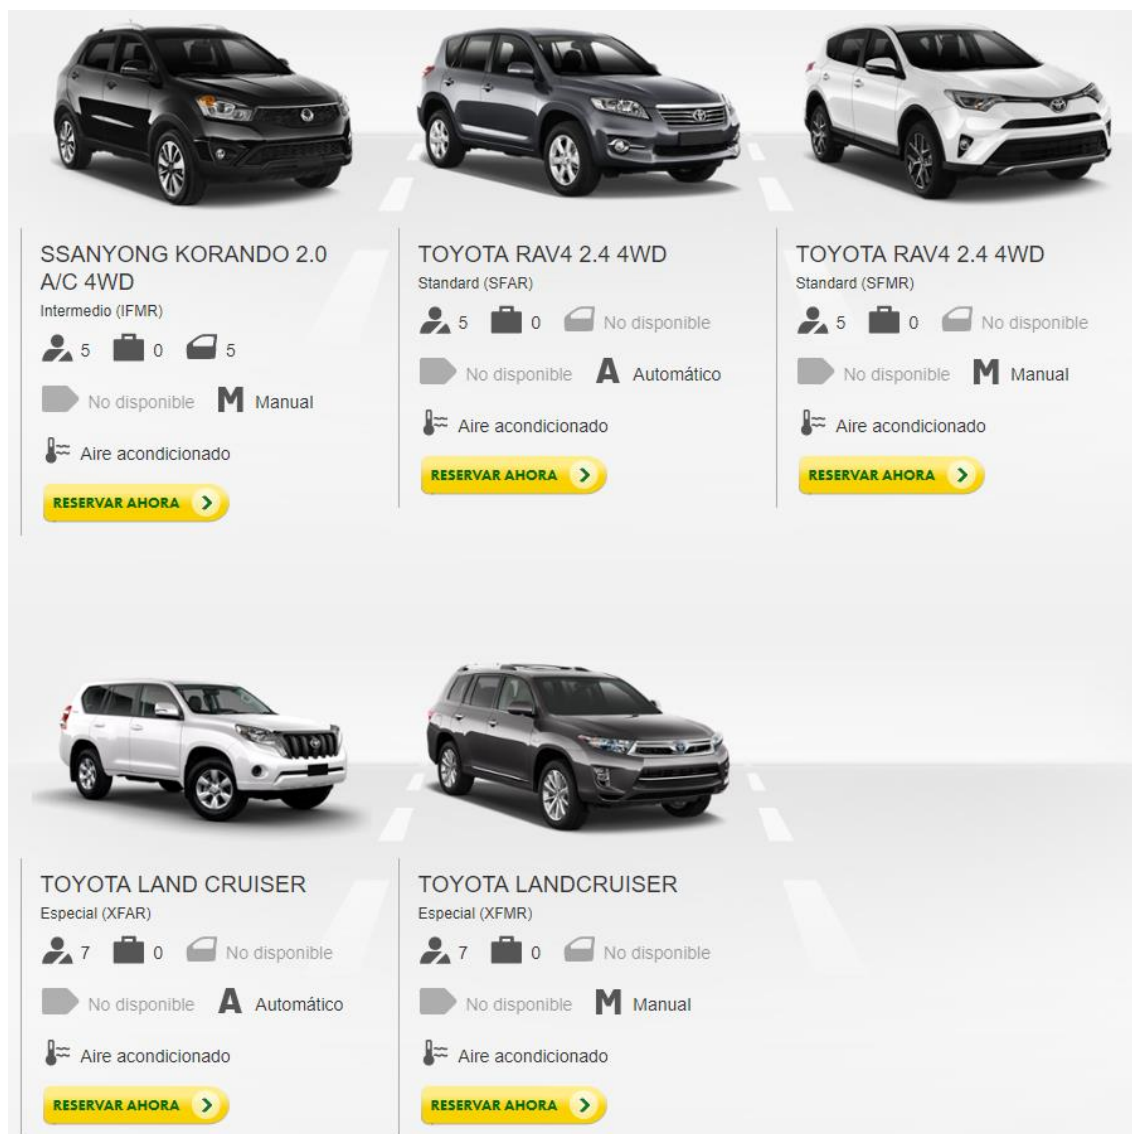 SSANYONG KORANDO 2.0
A/C 4WD
Intermedio (IFMR)
5 0 5
No disponible M Manual
Aire acondicionado
RESERVAR AHORA
TOYOTA RAV4 2.4 4WD
Standard (SFAR)
5 0 No disponible
No disponible A Automático
Aire acondicionado
RESERVAR AHORA
TOYOTA RAV4 2.4 4WD
Standard (SFMR)
5 0 No disponible
No disponible M Manual
Aire acondicionado
RESERVAR AHORA
TOYOTA LAND CRUISER
Especial (XFAR)
7 0 No disponible
No disponible A Automático
Aire acondicionado
RESERVAR AHORA
TOYOTA LANDCRUISER
Especial (XFMR)
7 0 No disponible
No disponible M Manual
Aire acondicionado
RESERVAR AHORA